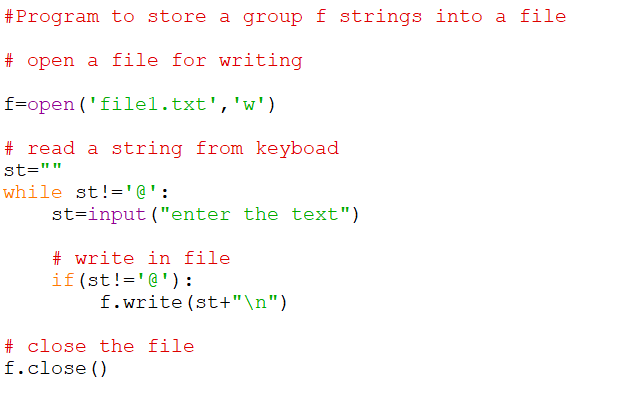 #Program to store a group f strings into a file
# open a file for writing
f=open('file1.txt','w')
# read a string from keyboad
st=""
while st!='@':
    st=input("enter the text")
    # write in file
    if(st!='@'):
        f.write(st+"\n")
# close the file
f.close()